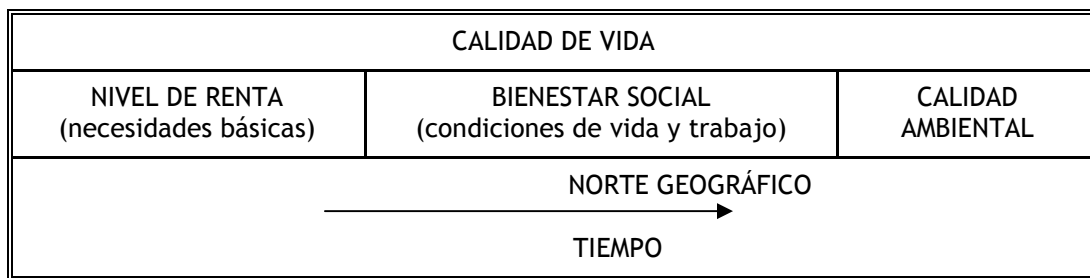 CALIDAD DE VIDA
NIVEL DE RENTA
(necesidades básicas)
BIENESTAR SOCIAL
(condiciones de vida y trabajo)
CALIDAD
AMBIENTAL
NORTE GEOGRÁFICO
TIEMPO